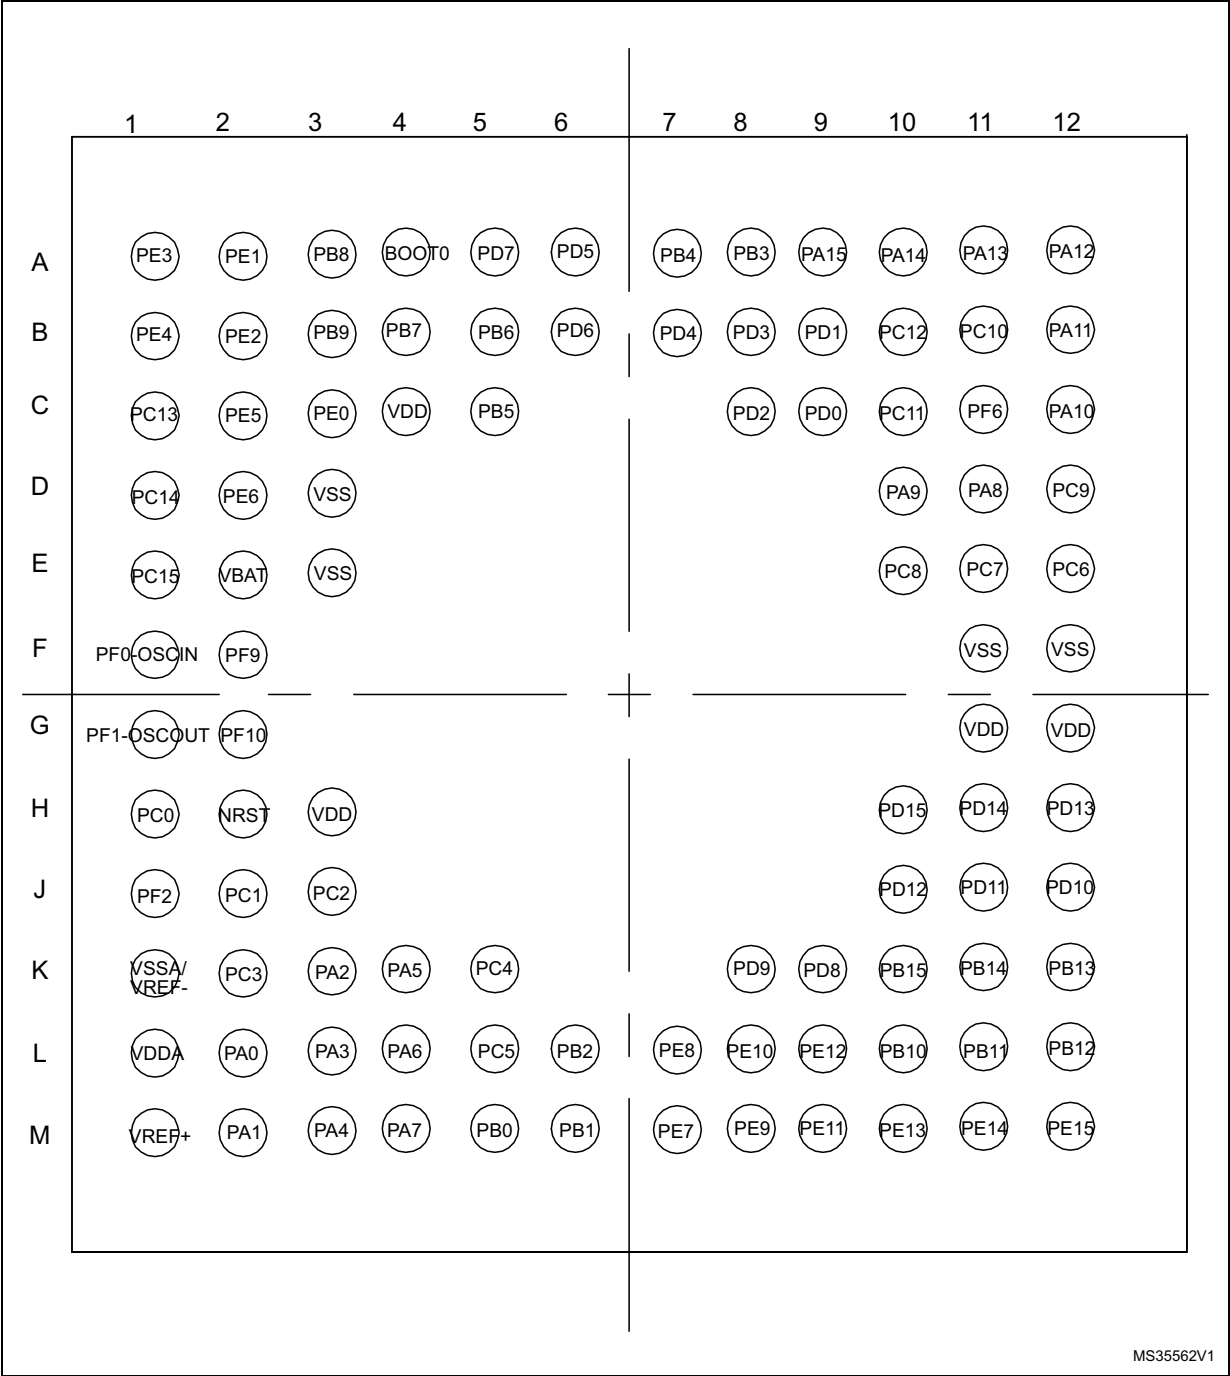 1 2 3 4 5 6 7 8 9 10 11 12
A PE3 PE1 PB8 BOOT0 PD7 PD5 PB4 PB3 PA15 PA14 PA13 PA12
B PE4 PE2 PB9 PB7 PB6 PD6 PD4 PD3 PD1 PC12 PC10 PA11
C PC13 PE5 PE0 VDD PB5 PD2 PD0 PC11 PF6 PA10
D PC14 PE6 VSS PA9 PA8 PC9
E PC15 VBAT VSS PC8 PC7 PC6
F PF0-OSCIN PF9 VSS VSS
G PF1-OSCOUT PF10 VDD VDD
H PC0 NRST VDD PD15 PD14 PD13
J PF2 PC1 PC2 PD12 PD11 PD10
K VSSA/ VREF- PC3 PA2 PA5 PC4 PD9 PD8 PB15 PB14 PB13
L VDDA PA0 PA3 PA6 PC5 PB2 PE8 PE10 PE12 PB10 PB11 PB12
M VREF+ PA1 PA4 PA7 PB0 PB1 PE7 PE9 PE11 PE13 PE14 PE15
MS35562V1